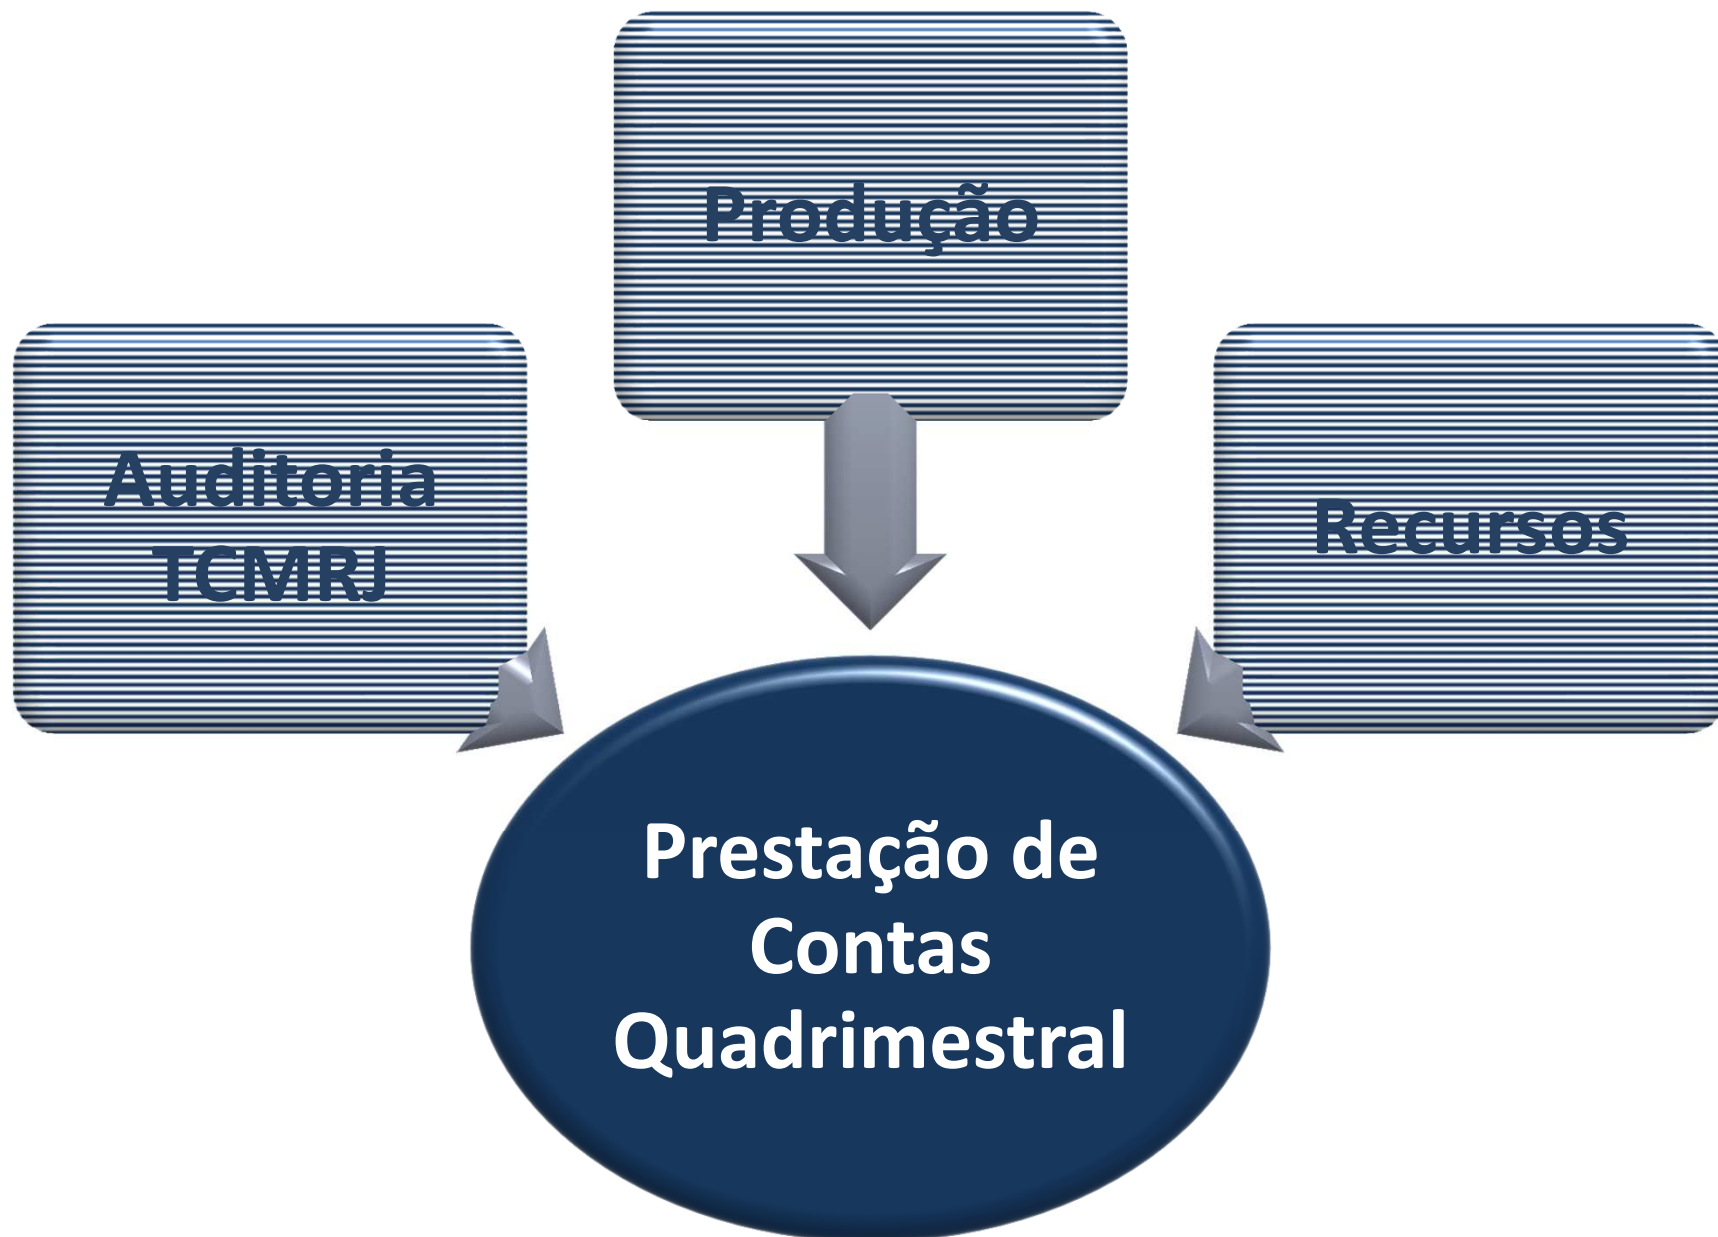 Produção
Auditoria
TCMRJ
Recursos
Prestação de
Contas
Quadrimestral